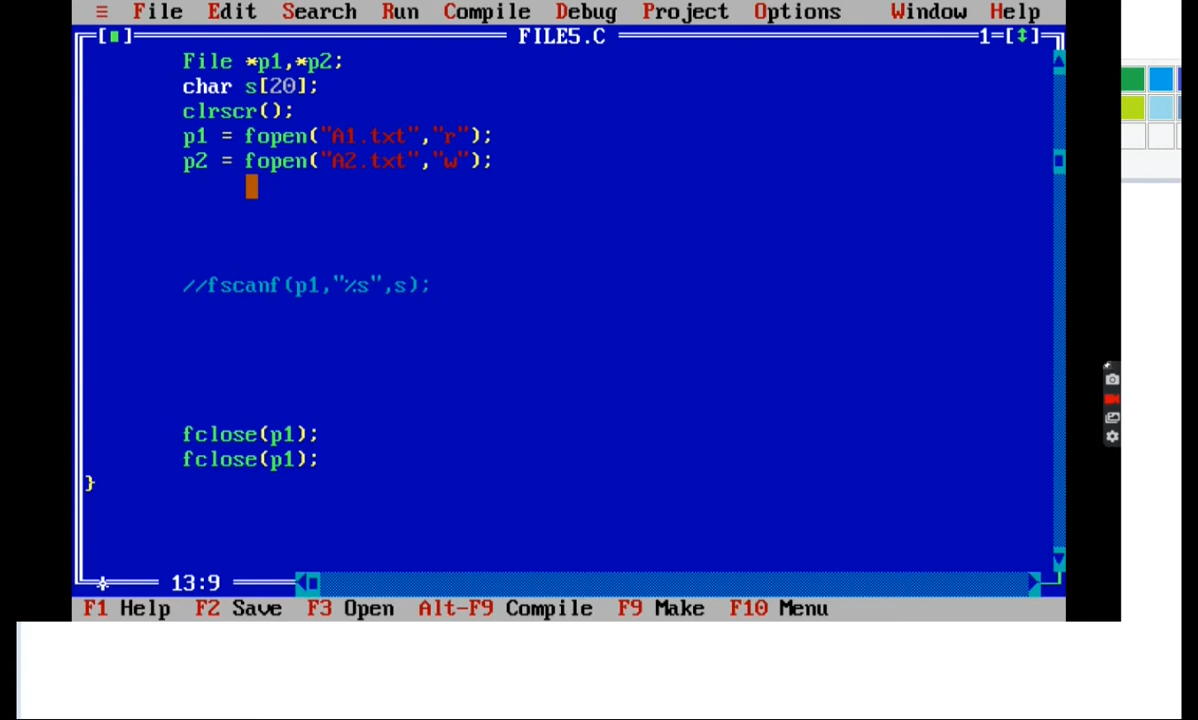 ≡ File Edit Search Run Compile Debug Project Options Window Help
[■] FILE5.C 1=[↕]
File *p1,*p2;
char s[20];
clrscr();
p1 = fopen("A1.txt","r");
p2 = fopen("A2.txt","w");
//fscanf(p1,"%s",s);
fclose(p1);
fclose(p1);
}
13:9
F1 Help F2 Save F3 Open Alt-F9 Compile F9 Make F10 Menu